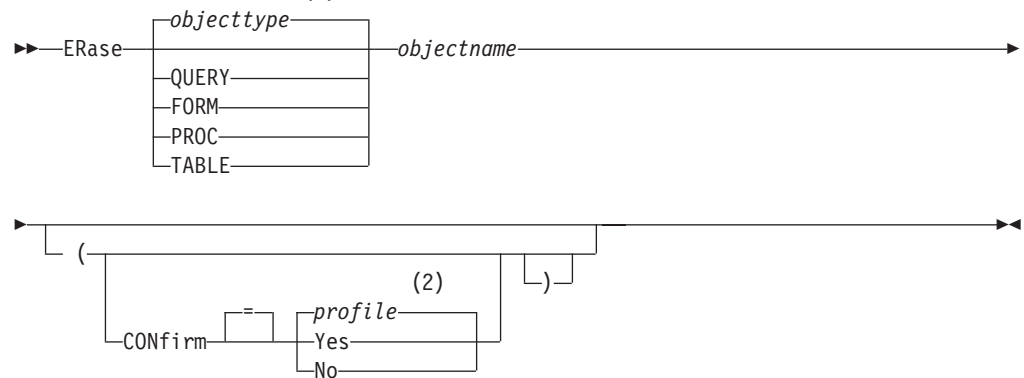 objecttype
ERase objectname
QUERY
FORM
PROC
TABLE
(
(2) )
= profile
CONfirm Yes
No